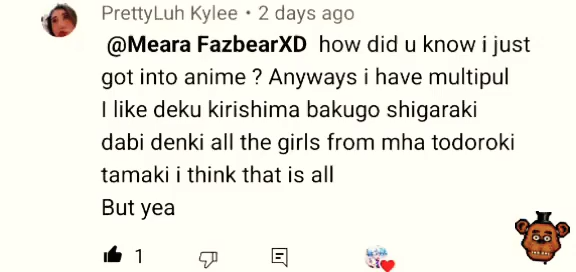 PrettyLuh Kylee • 2 days ago
@Meara FazbearXD how did u know i just
got into anime ? Anyways i have multipul
I like deku kirishima bakugo shigaraki
dabi denki all the girls from mha todoroki
tamaki i think that is all
But yea
1